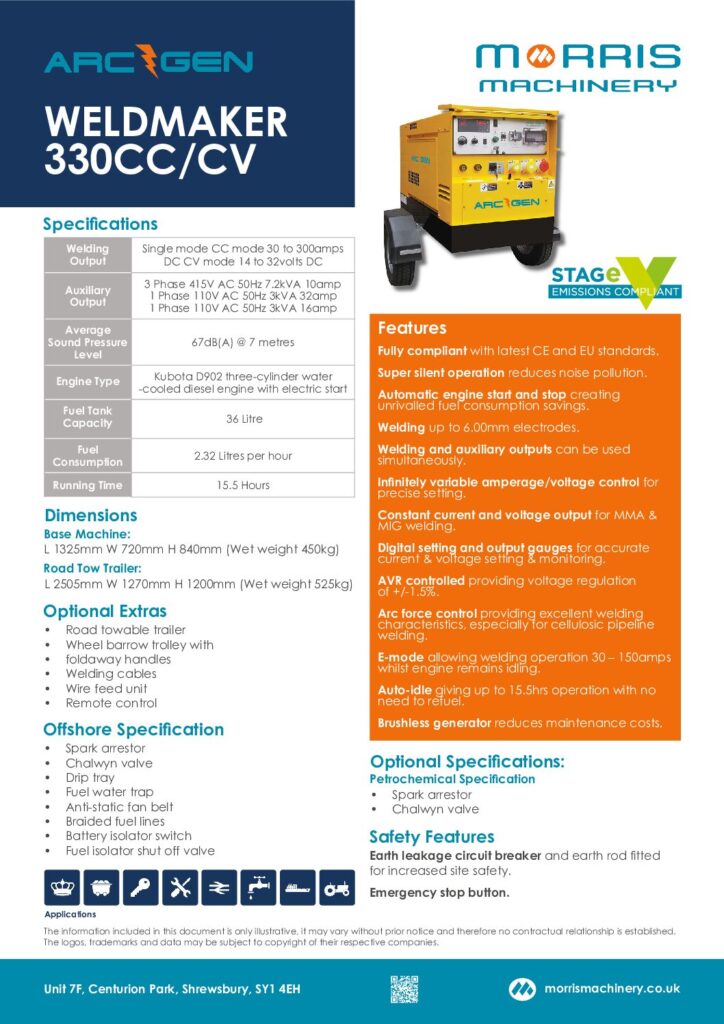 ARC GEN
WELDMAKER
330CC/CV
MORRIS
MACHINERY
ARC GEN
STAGe V
EMISSIONS COMPLIANT
Specifications
Welding Output
Single mode CC mode 30 to 300amps
DC CV mode 14 to 32volts DC
Auxiliary Output
3 Phase 415V AC 50Hz 7.2kVA 10amp
1 Phase 110V AC 50Hz 3kVA 32amp
1 Phase 110V AC 50Hz 3kVA 16amp
Average
Sound Pressure
Level
67dB(A) @ 7 metres
Engine Type
Kubota D902 three-cylinder water
-cooled diesel engine with electric start
Fuel Tank
Capacity
36 Litre
Fuel
Consumption
2.32 Litres per hour
Running Time
15.5 Hours
Dimensions
Base Machine:
L 1325mm W 720mm H 840mm (Wet weight 450kg)
Road Tow Trailer:
L 2505mm W 1270mm H 1200mm (Wet weight 525kg)
Optional Extras
• Road towable trailer
• Wheel barrow trolley with
• foldaway handles
• Welding cables
• Wire feed unit
• Remote control
Offshore Specification
• Spark arrestor
• Chalwyn valve
• Drip tray
• Fuel water trap
• Anti-static fan belt
• Braided fuel lines
• Battery isolator switch
• Fuel isolator shut off valve
Applications
Features
Fully compliant with latest CE and EU standards.
Super silent operation reduces noise pollution.
Automatic engine start and stop creating
unrivalled fuel consumption savings.
Welding up to 6.00mm electrodes.
Welding and auxiliary outputs can be used
simultaneously.
Infinitely variable amperage/voltage control for
precise setting.
Constant current and voltage output for MMA &
MIG welding.
Digital setting and output gauges for accurate
current & voltage setting & monitoring.
AVR controlled providing voltage regulation
of +/-1.5%.
Arc force control providing excellent welding
characteristics, especially for cellulosic pipeline
welding.
E-mode allowing welding operation 30 – 150amps
whilst engine remains idling.
Auto-idle giving up to 15.5hrs operation with no
need to refuel.
Brushless generator reduces maintenance costs.
Optional Specifications:
Petrochemical Specification
• Spark arrestor
• Chalwyn valve
Safety Features
Earth leakage circuit breaker and earth rod fitted
for increased site safety.
Emergency stop button.
The information included in this document is only illustrative, it may vary without prior notice and therefore no contractual relationship is established.
The logos, trademarks and data may be subject to copyright of their respective companies.
Unit 7F, Centurion Park, Shrewsbury, SY1 4EH
morrismachinery.co.uk